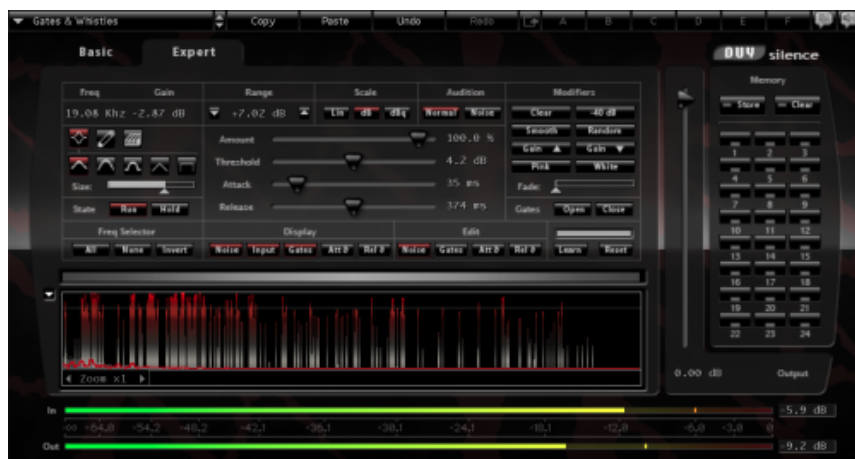 Gates & Whistles Copy Paste Undo Redo A B C D E F
Basic Expert DUY silence
Freq Gain Range Scale Audition Modifiers Memory
19.08 Khz -2.87 dB +7.02 dB Lin dB dBq Normal Noise Clear -40 dB Store Clear
Smooth Random
Amount 100.0 %
Gain Gain
1 2 3
Threshold 4.2 dB
Pink White
4 5 6
Size: Attack 35 ms Fade:
7 8 9
State Run Hold Release 374 ms Gates Open Close
10 11 12
Freq Selector Display Edit
All None Invert Noise Input Gates Att ∂ Rel ∂ Noise Gates Att ∂ Rel ∂ Learn Reset
13 14 15
16 17 18
19 20 21
22 23 24
Zoom x1
0.00 dB Output
In -5.9 dB
-∞ -64.0 -54.2 -48.2 -42.1 -36.1 -30.1 -24.1 -18.1 -12.0 -6.0 -3.0 0
Out -9.2 dB